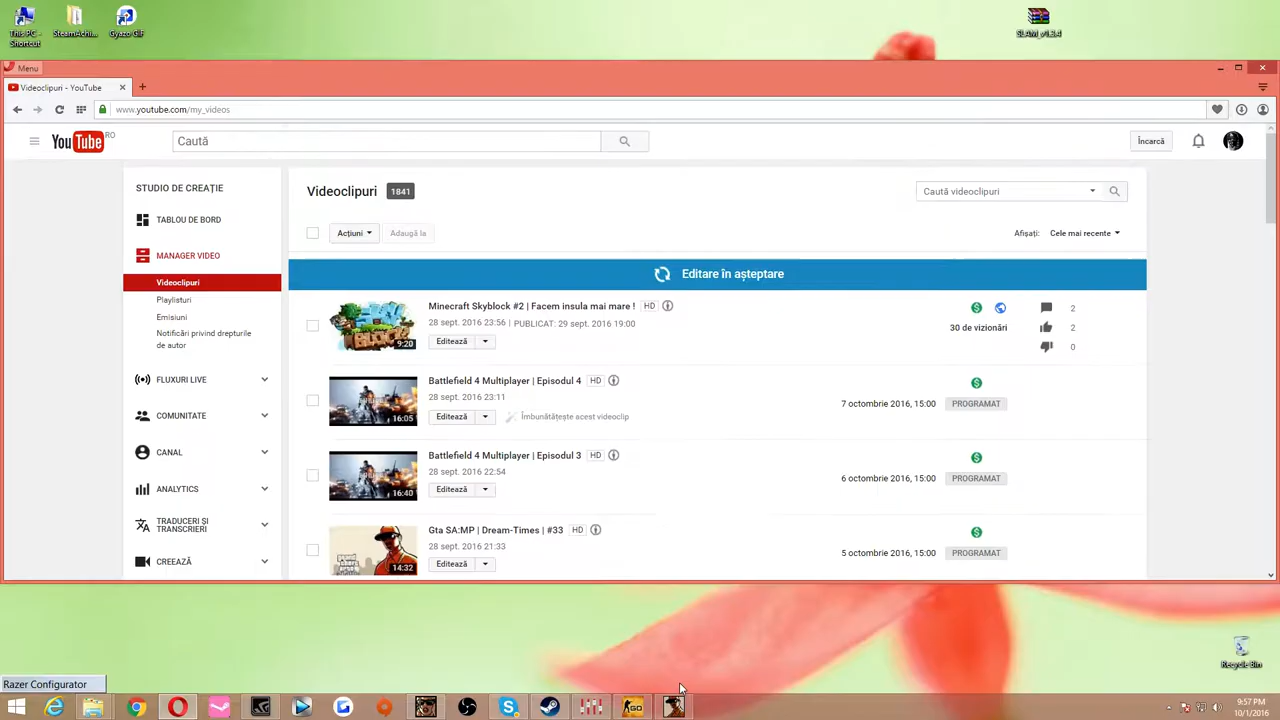 This PC -
Shortcut
SteamAchi...
Gyazo GIF
SLAM_v1.3.4
Menu
Videoclipuri - YouTube
www.youtube.com/my_videos
YouTube RO
Caută
Încarcă
STUDIO DE CREAȚIE
TABLOU DE BORD
MANAGER VIDEO
Videoclipuri
Playlisturi
Emisiuni
Notificări privind drepturile
de autor
FLUXURI LIVE
COMUNITATE
CANAL
ANALYTICS
TRADUCERI ȘI
TRANSCRIERI
CREEAZĂ
Videoclipuri 1841
Caută videoclipuri
Acțiuni
Adaugă la
Afișați: Cele mai recente
Editare în așteptare
Minecraft Skyblock #2 | Facem insula mai mare ! HD
28 sept. 2016 23:56 | PUBLICAT: 29 sept. 2016 19:00
Editează
9:20
30 de vizionări
2
2
0
Battlefield 4 Multiplayer | Episodul 4 HD
28 sept. 2016 23:11
Editează
Îmbunătățește acest videoclip
16:05
7 octombrie 2016, 15:00 PROGRAMAT
Battlefield 4 Multiplayer | Episodul 3 HD
28 sept. 2016 22:54
Editează
16:40
6 octombrie 2016, 15:00 PROGRAMAT
Gta SA:MP | Dream-Times | #33 HD
28 sept. 2016 21:33
Editează
14:32
5 octombrie 2016, 15:00 PROGRAMAT
Recycle Bin
Razer Configurator
GO
9:57 PM
10/1/2016